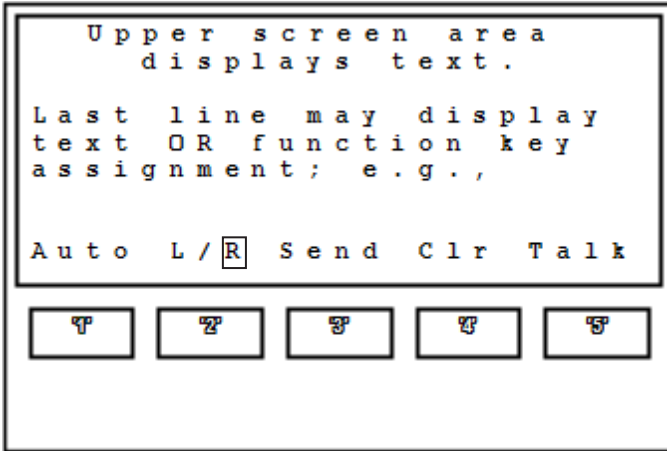 Upper screen area
displays text.
Last line may display
text OR function key
assignment; e.g.,
Auto L/R Send Clr Talk
1 2 3 4 5